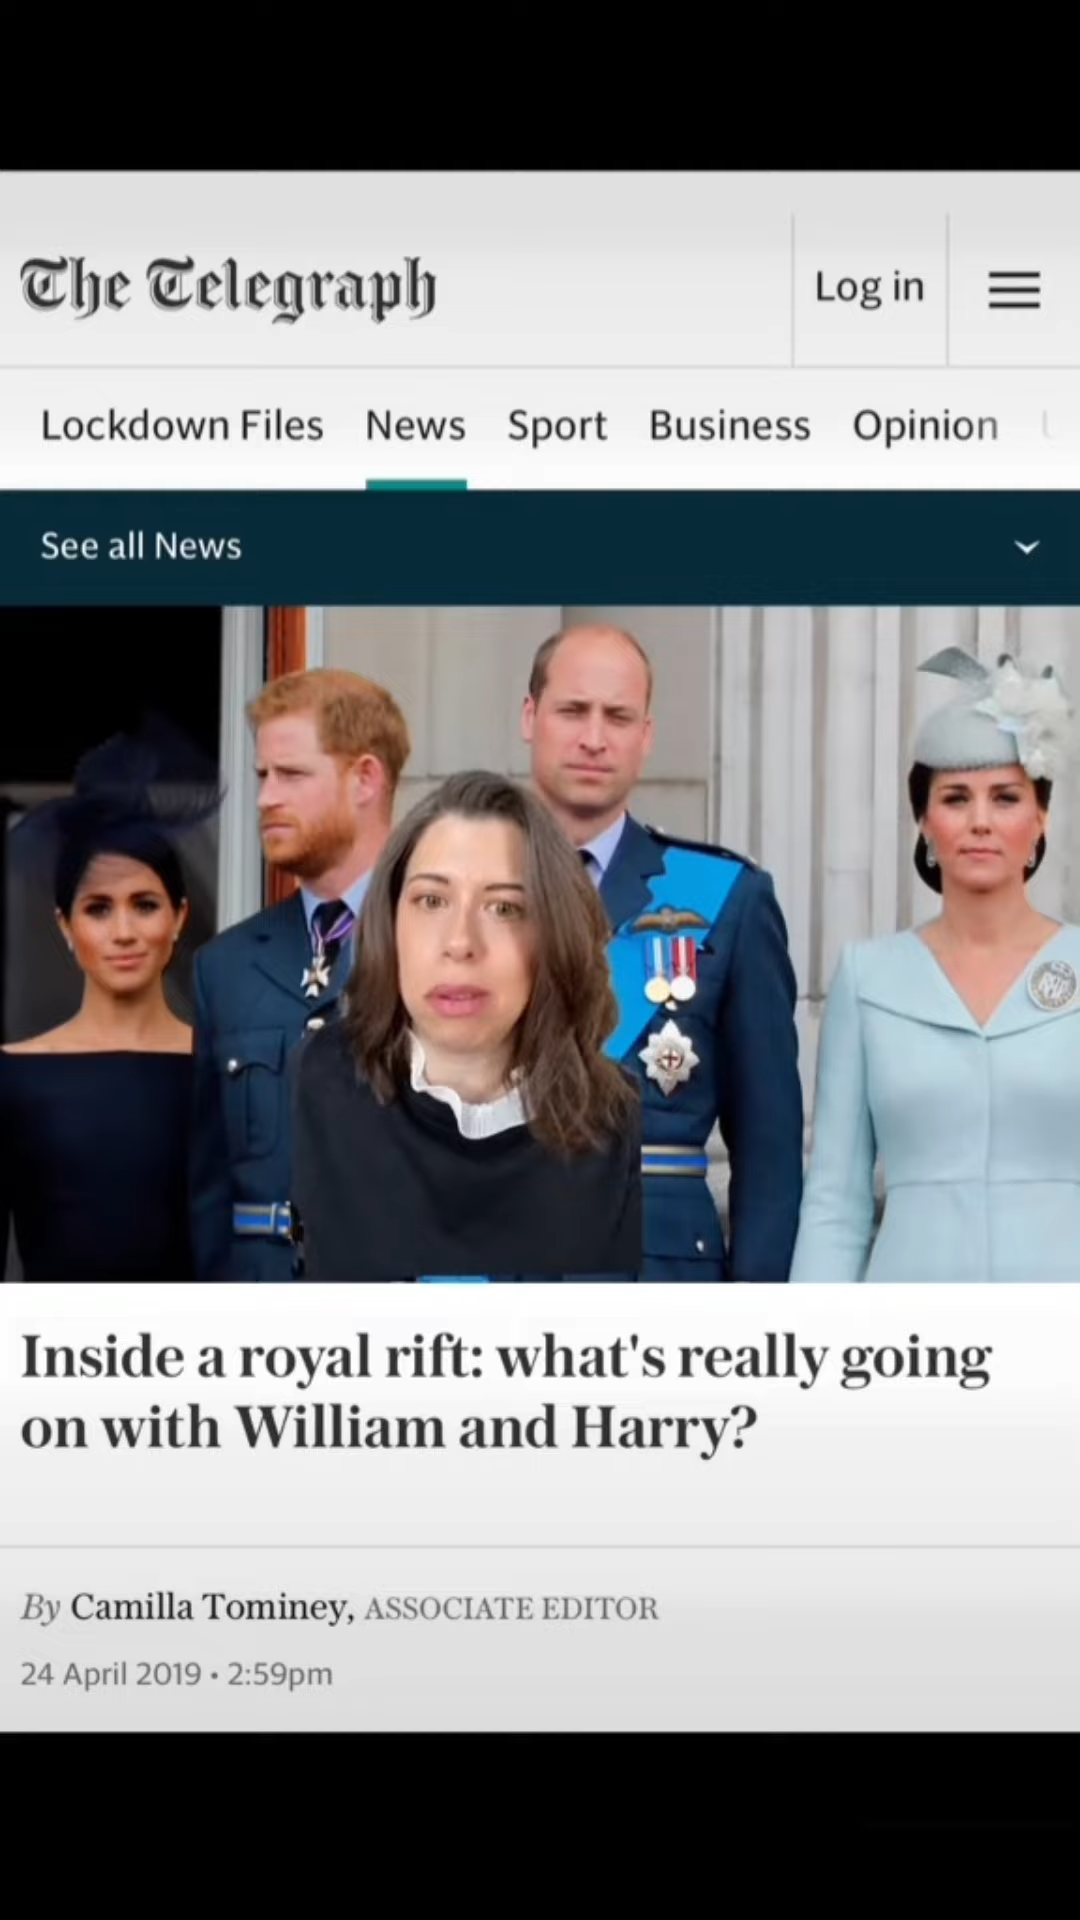 The Telegraph
Log in
Lockdown Files News Sport Business Opinion
See all News
Inside a royal rift: what's really going
on with William and Harry?
By Camilla Tominey, ASSOCIATE EDITOR
24 April 2019 • 2:59pm